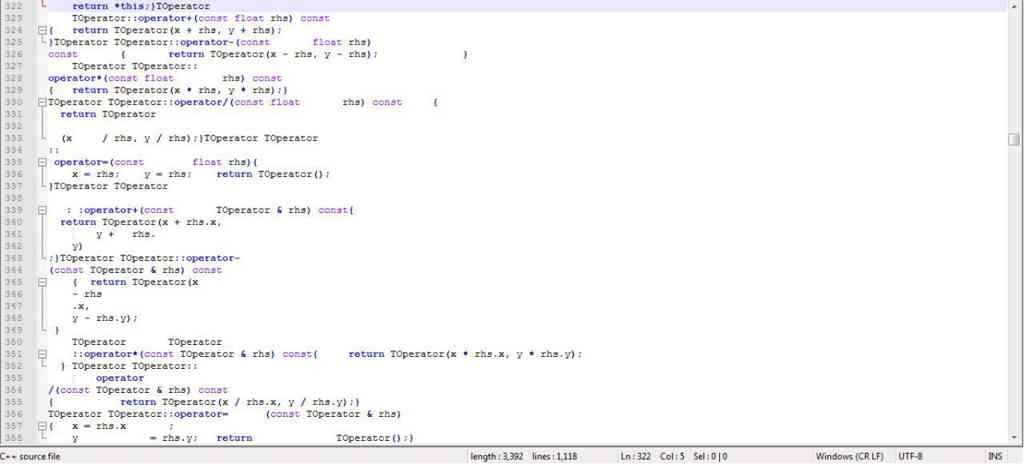 322 return *this;}TOperator
323 TOperator::operator+(const float rhs) const
324 { return TOperator(x + rhs, y + rhs);
325 }TOperator TOperator::operator-(const float rhs)
326 const { return TOperator(x - rhs, y - rhs); }
327 TOperator TOperator::
328 operator*(const float rhs) const
329 { return TOperator(x * rhs, y * rhs);}
330 TOperator TOperator::operator/(const float rhs) const {
331 return TOperator
332
333 (x / rhs, y / rhs);}TOperator TOperator
334 ::
335 operator=(const float rhs){
336 x = rhs; y = rhs; return TOperator();
337 }TOperator TOperator
338
339 : :operator+(const TOperator & rhs) const{
340 return TOperator(x + rhs.x,
341 y + rhs.
342 y)
343 ;}TOperator TOperator::operator-
344 (const TOperator & rhs) const
345 { return TOperator(x
346 - rhs
347 .x,
348 y - rhs.y);
349 }
350 TOperator TOperator
351 ::operator*(const TOperator & rhs) const{ return TOperator(x * rhs.x, y * rhs.y);
352 } TOperator TOperator::
353 operator
354 /(const TOperator & rhs) const
355 { return TOperator(x / rhs.x, y / rhs.y);}
356 TOperator TOperator::operator= (const TOperator & rhs)
357 { x = rhs.x ;
358 y = rhs.y; return TOperator();}
C++ source file length : 3,392 lines : 1,118 Ln : 322 Col : 5 Sel : 0 | 0 Windows (CR LF) UTF-8 INS